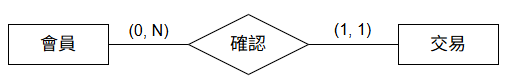 會員 (0, N) 確認 (1, 1) 交易